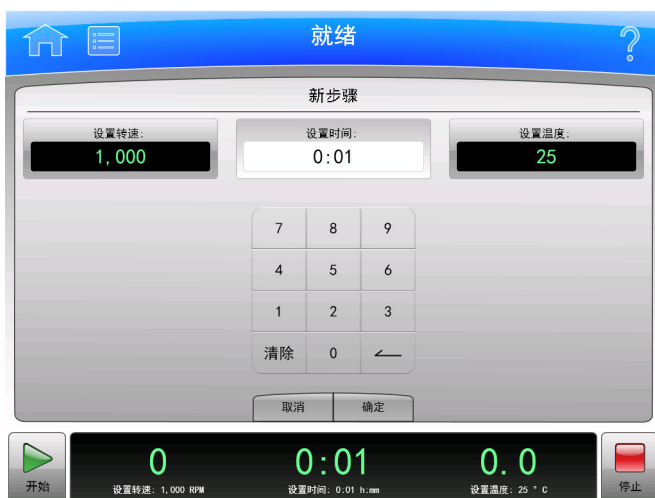 就绪
新步骤
设置转速: 设置时间: 设置温度:
1,000 0:01 25
7 8 9
4 5 6
1 2 3
清除 0
取消 确定
0 0:01 0.0
开始 设置转速: 1,000 RPM 设置时间: 0:01 h:mm 设置温度: 25 ° C 停止